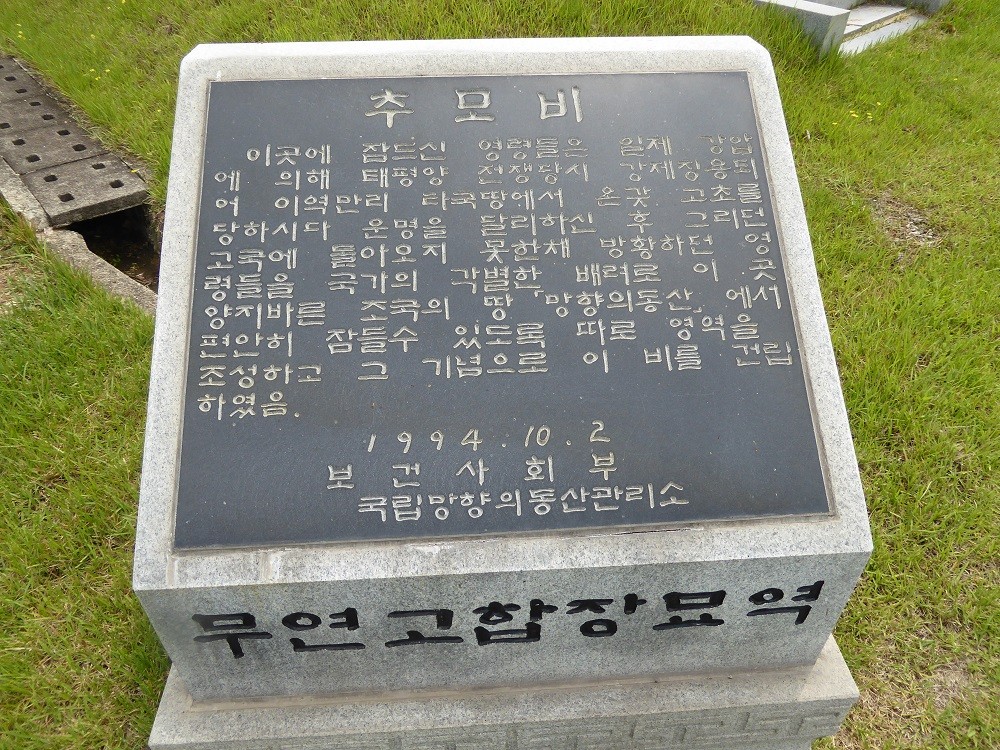 추모비
이곳에 잠드신 영령들은 일제 강압
에 의해 태평양 전쟁당시 강제징용되
어 이역만리 타국땅에서 온갖 고초를
당하시다 운명을 달리하신 후 그리던
고국에 돌아오지 못한채 방황하던 영
령들을 국가의 각별한 배려로 이 곳
양지바른 조국의 땅 망향의동산, 에서
편안히 잠들수 있도록 따로 영역을
조성하고 그 기념으로 이 비를 건립
하였음.
1994.10.2
보건사회부
국립망향의동산관리소
무연고합장묘역